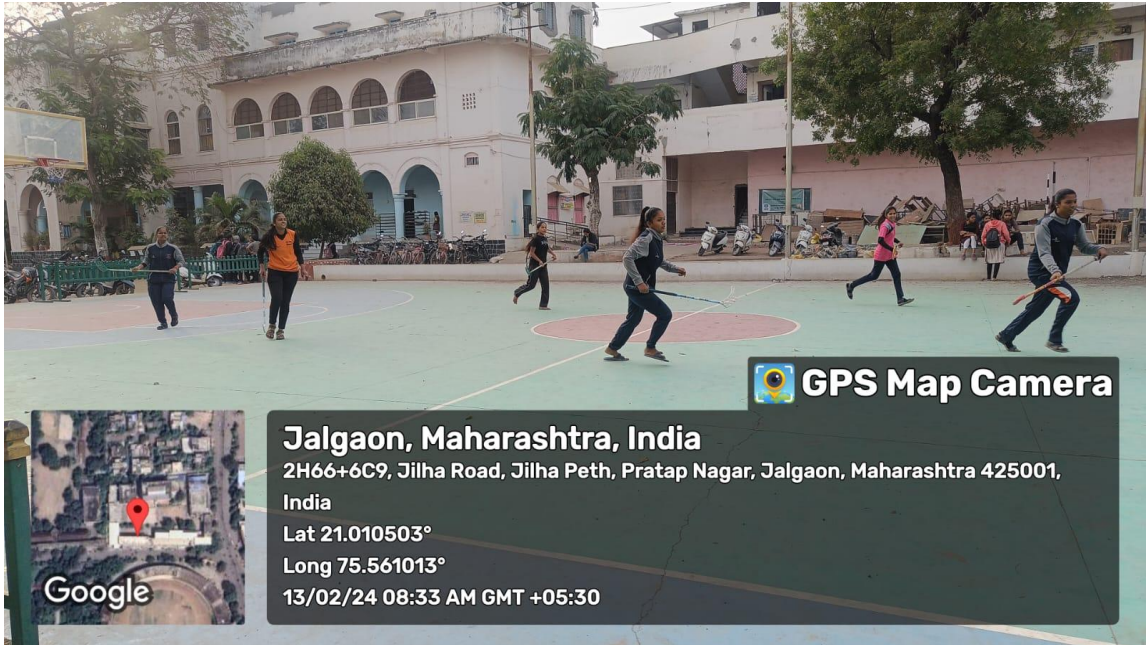 GPS Map Camera
Jalgaon, Maharashtra, India
2H66+6C9, Jilha Road, Jilha Peth, Pratap Nagar, Jalgaon, Maharashtra 425001,
India
Lat 21.010503°
Long 75.561013°
13/02/24 08:33 AM GMT +05:30
Google